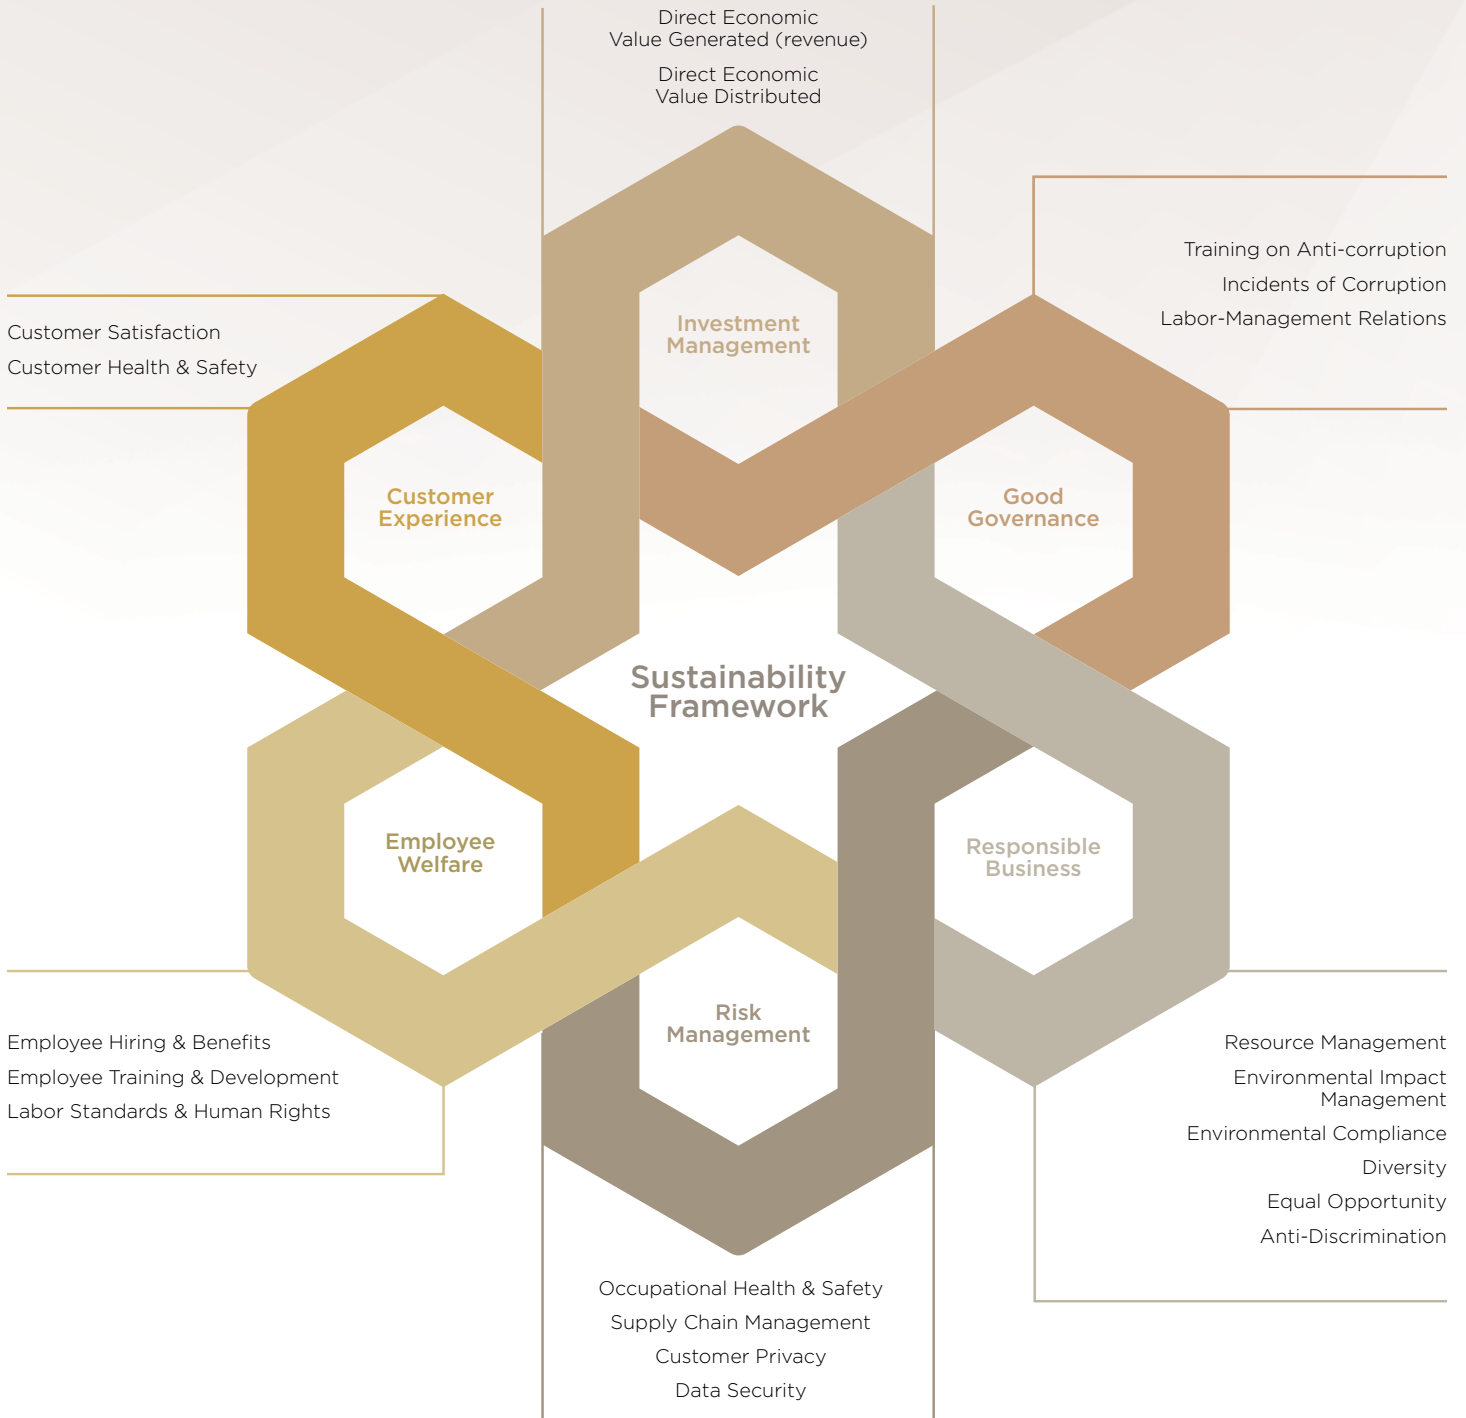 Direct Economic
Value Generated (revenue)
Direct Economic
Value Distributed
Investment
Management
Training on Anti-corruption
Incidents of Corruption
Labor-Management Relations
Good
Governance
Customer Satisfaction
Customer Health & Safety
Customer
Experience
Sustainability
Framework
Employee
Welfare
Employee Hiring & Benefits
Employee Training & Development
Labor Standards & Human Rights
Responsible
Business
Resource Management
Environmental Impact
Management
Environmental Compliance
Diversity
Equal Opportunity
Anti-Discrimination
Risk
Management
Occupational Health & Safety
Supply Chain Management
Customer Privacy
Data Security